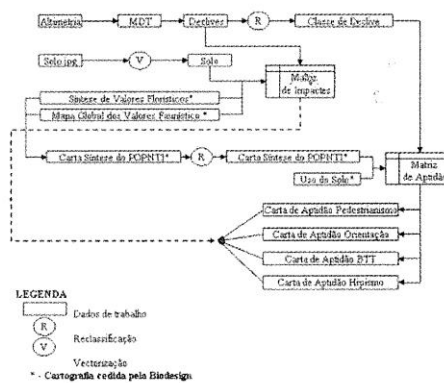 Altimetria
MDT
Declives
R
Classe de Declive
Solo.jpg
V
Solo
Matriz
de Impactes
Síntese de Valores Florísticos*
Mapa Global dos Valores Faunístico *
Carta Síntese do POPNTI*
R
Carta Síntese do POPNTI*
Uso do Solo*
Matriz
de Aptidão
Carta de Aptidão Pedestrianismo
Carta de Aptidão Orientação
Carta de Aptidão BTT
Carta de Aptidão Hipismo
LEGENDA
Dados de trabalho
R
Reclassificação
V
Vectorização
* - Cartografia cedida pela Biodesign